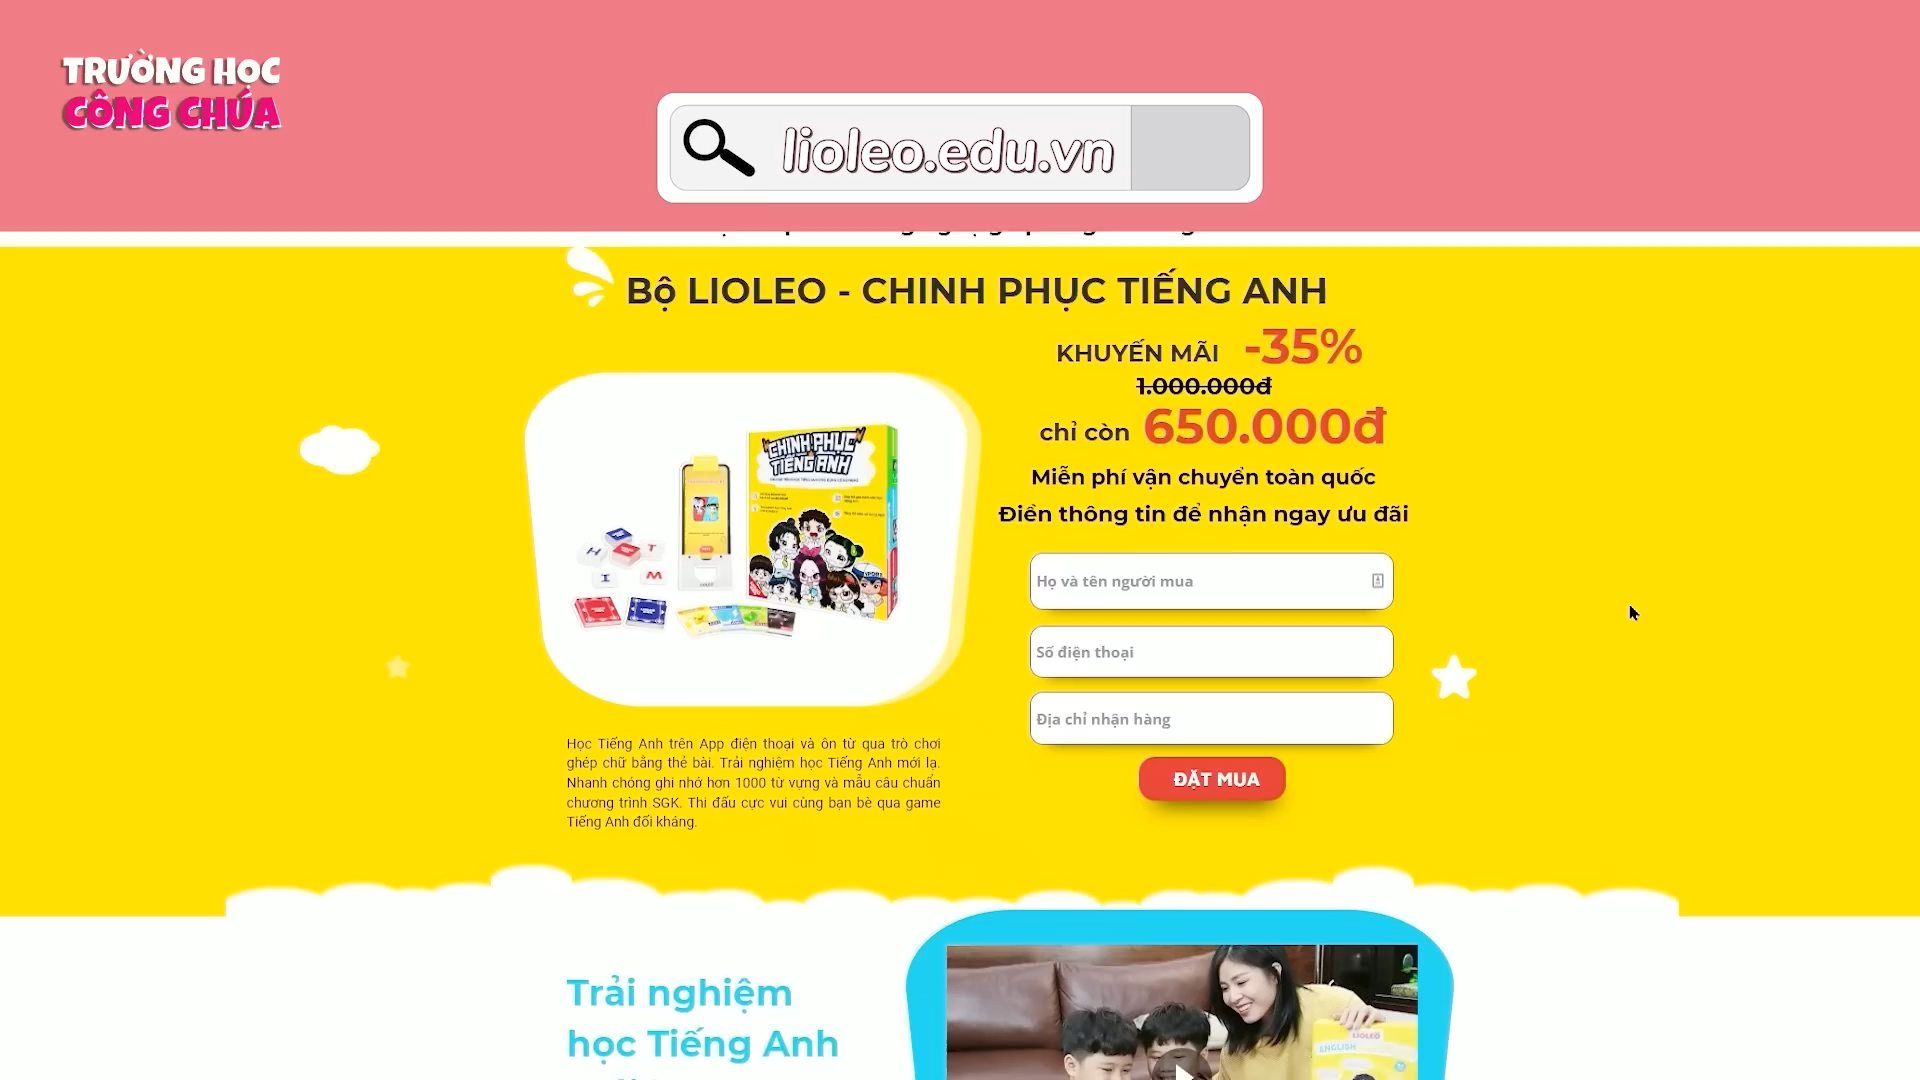 TRƯỜNG HỌC
CÔNG CHÚA
lioleo.edu.vn
Bộ LIOLEO - CHINH PHỤC TIẾNG ANH
KHUYẾN MÃI -35%
1.000.000đ
chỉ còn 650.000đ
Miễn phí vận chuyển toàn quốc
Điền thông tin để nhận ngay ưu đãi
CHINH PHỤC
TIẾNG ANH
H
T
I
M
SPORT
Họ và tên người mua
Số điện thoại
Địa chỉ nhận hàng
ĐẶT MUA
Học Tiếng Anh trên App điện thoại và ôn từ qua trò chơi
ghép chữ bằng thẻ bài. Trải nghiệm học Tiếng Anh mới lạ.
Nhanh chóng ghi nhớ hơn 1000 từ vựng và mẫu câu chuẩn
chương trình SGK. Thi đấu cực vui cùng bạn bè qua game
Tiếng Anh đối kháng.
Trải nghiệm
học Tiếng Anh
LIOLEO
ENGLISH